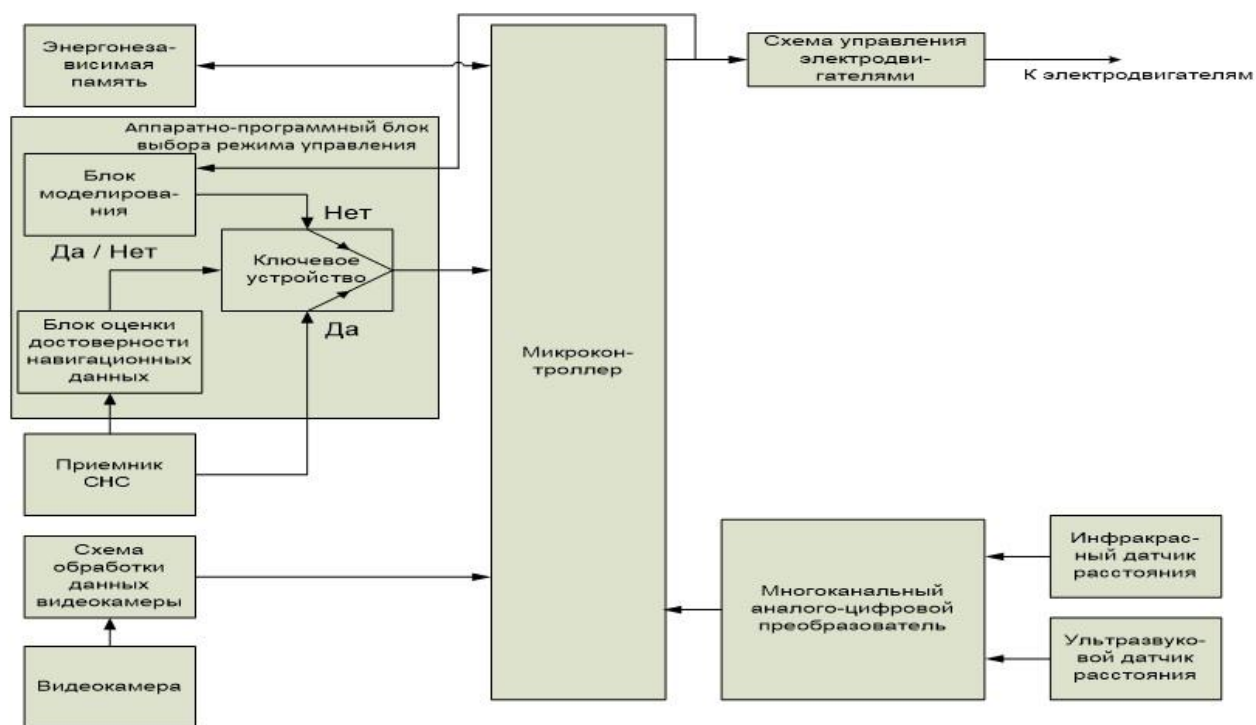 Энергонеза-
висимая
память
Схема управления
электродви-
гателями
К электродвигателям
Аппаратно-программный блок
выбора режима управления
Блок
моделирова-
ния
Нет
Да / Нет
Ключевое
устройство
Да
Блок оценки
достоверности
навигационных
данных
Микрокон-
троллер
Приемник
СНС
Схема
обработки
данных
видеокамеры
Видеокамера
Многоканальный
аналого-цифровой
преобразователь
Инфракрас-
ный датчик
расстояния
Ультразвуко-
вой датчик
расстояния